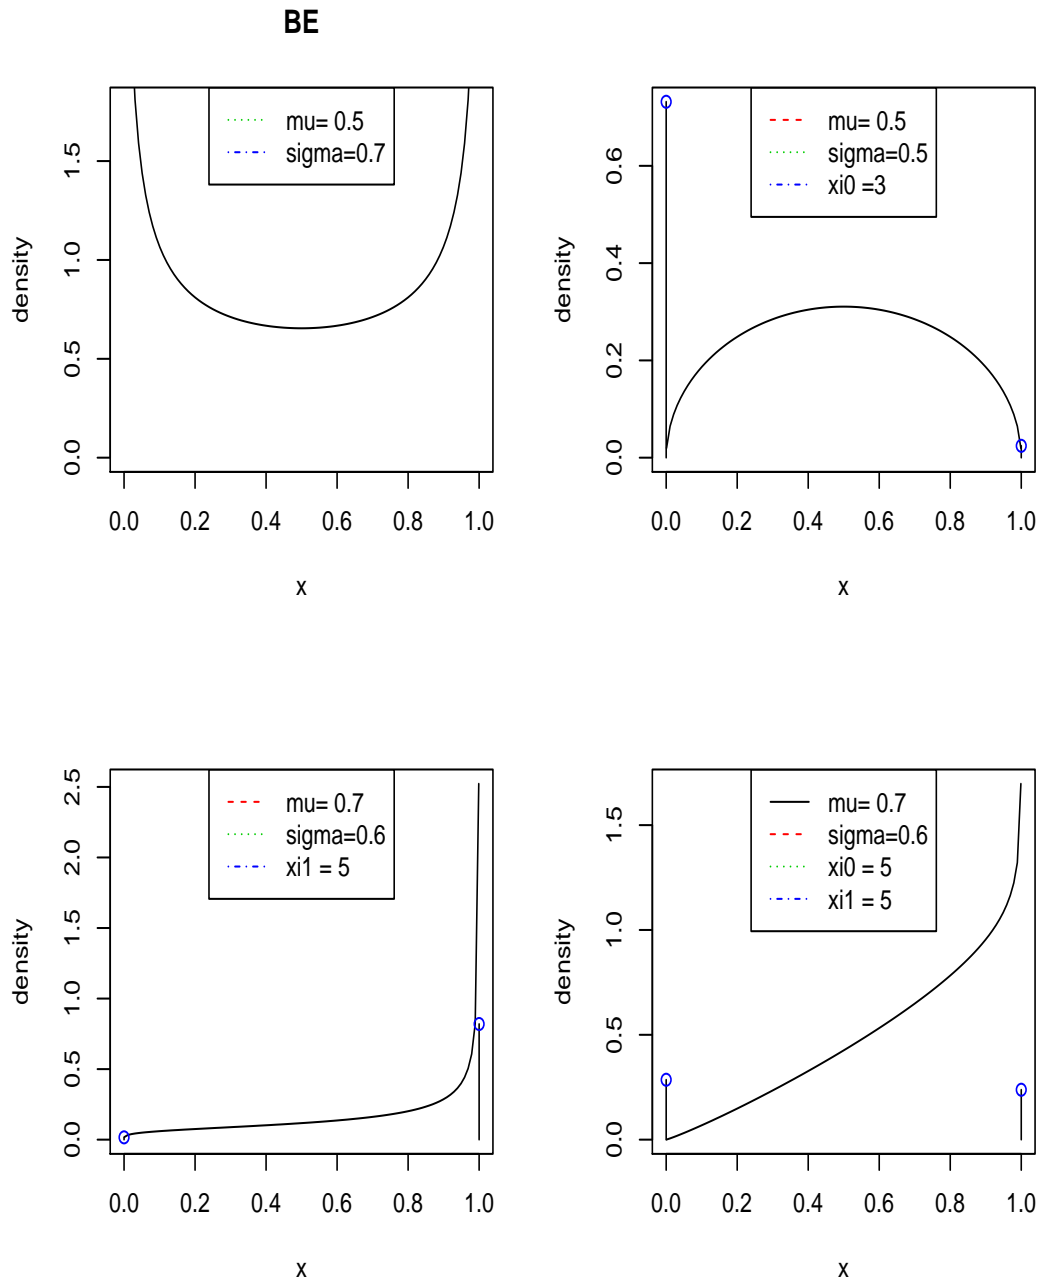 BE
mu= 0.5
sigma=0.7
density
0.0 0.5 1.0 1.5
0.0 0.2 0.4 0.6 0.8 1.0
x
mu= 0.5
sigma=0.5
xi0 =3
density
0.0 0.2 0.4 0.6
0.0 0.2 0.4 0.6 0.8 1.0
x
mu= 0.7
sigma=0.6
xi1 = 5
density
0.0 0.5 1.0 1.5 2.0 2.5
0.0 0.2 0.4 0.6 0.8 1.0
x
mu= 0.7
sigma=0.6
xi0 = 5
xi1 = 5
density
0.0 0.5 1.0 1.5
0.0 0.2 0.4 0.6 0.8 1.0
x